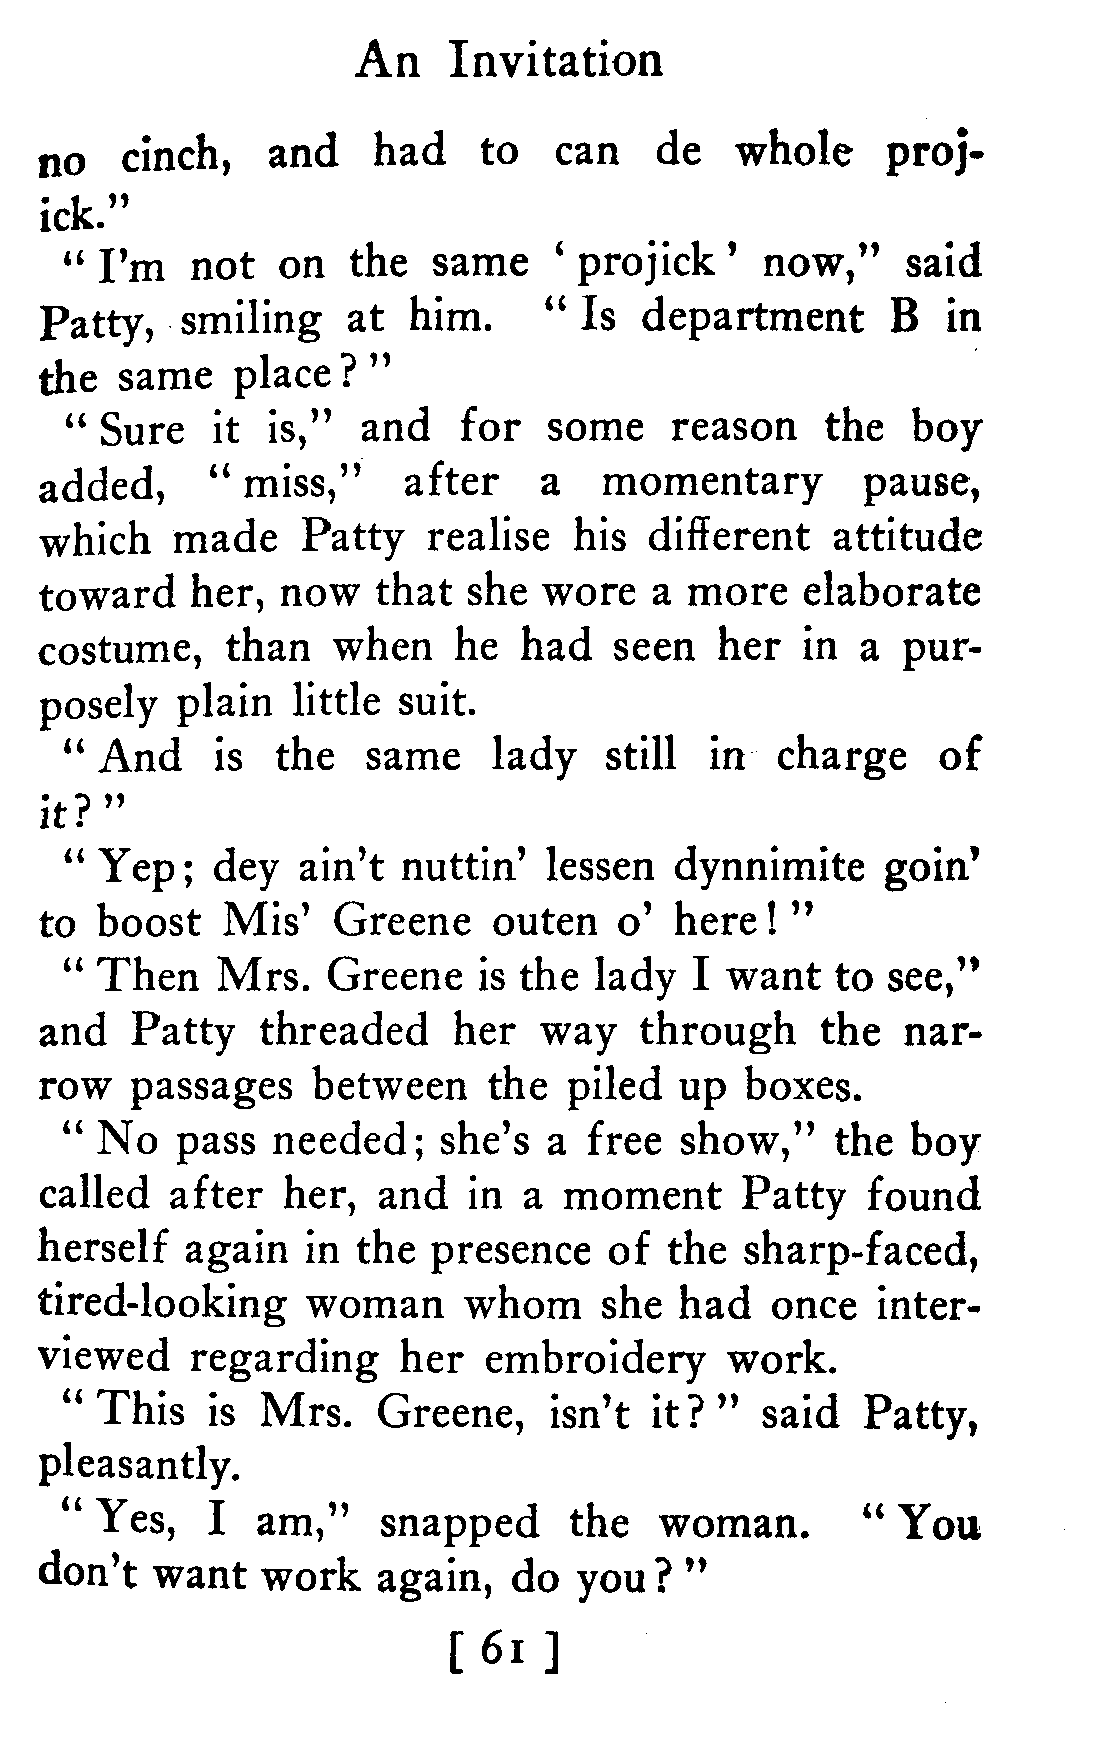 An Invitation
no cinch, and had to can de whole proj-
ick."
" I'm not on the same ' projick ' now," said
Patty, smiling at him. " Is department B in
the same place? "
" Sure it is," and for some reason the boy
added, " miss," after a momentary pause,
which made Patty realise his different attitude
toward her, now that she wore a more elaborate
costume, than when he had seen her in a pur-
posely plain little suit.
" And is the same lady still in charge of
it? "
" Yep; dey ain't nuttin' lessen dynnimite goin'
to boost Mis' Greene outen o' here! "
" Then Mrs. Greene is the lady I want to see,"
and Patty threaded her way through the nar-
row passages between the piled up boxes.
" No pass needed; she's a free show," the boy
called after her, and in a moment Patty found
herself again in the presence of the sharp-faced,
tired-looking woman whom she had once inter-
viewed regarding her embroidery work.
" This is Mrs. Greene, isn't it? " said Patty,
pleasantly.
" Yes, I am," snapped the woman. " You
don't want work again, do you? "
[ 61 ]